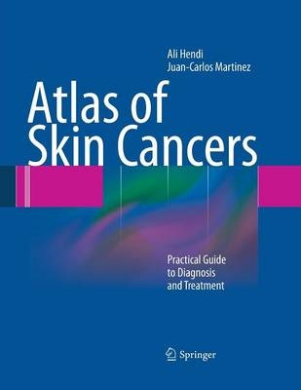 Ali Hendi
Juan-Carlos Martinez
Atlas of
Skin Cancers
Practical Guide
to Diagnosis
and Treatment
Springer